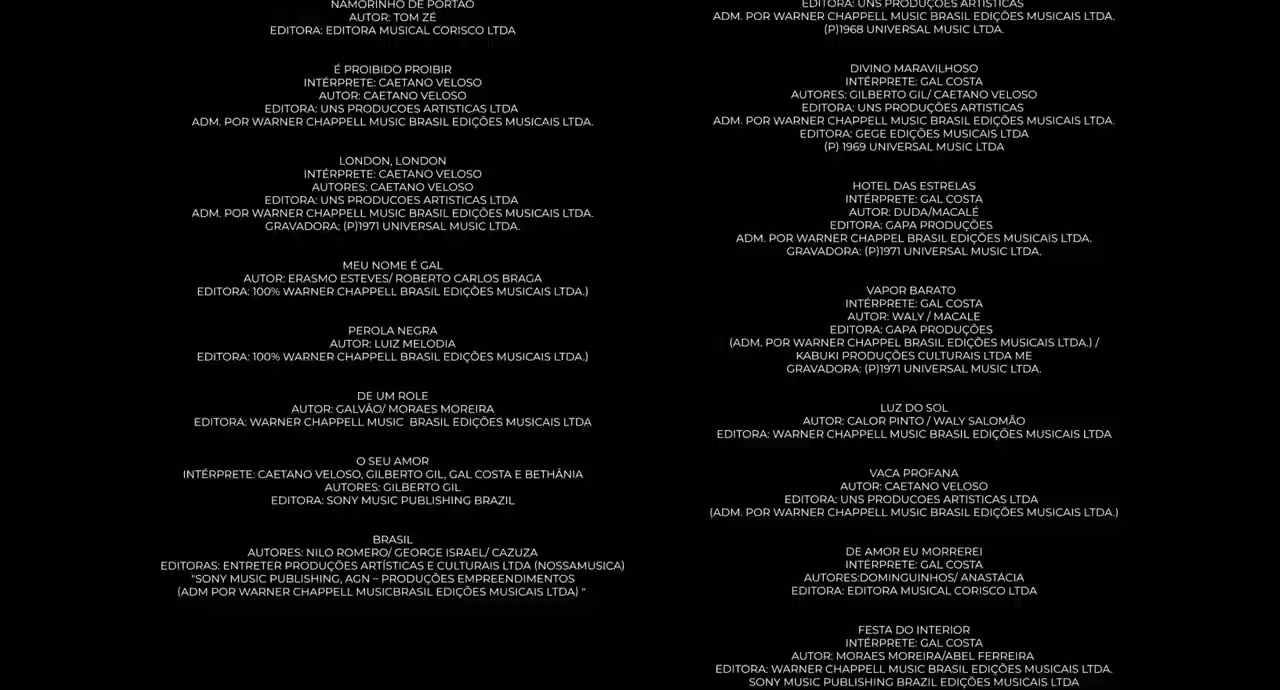 NAMORINHO DE PORTAO
AUTOR: TOM ZÉ
EDITORA: EDITORA MUSICAL CORISCO LTDA
É PROIBIDO PROIBIR
INTÉRPRETE: CAETANO VELOSO
AUTOR: CAETANO VELOSO
EDITORA: UNS PRODUCOES ARTISTICAS LTDA
ADM. POR WARNER CHAPPELL MUSIC BRASIL EDIÇÕES MUSICAIS LTDA.
LONDON, LONDON
INTÉRPRETE: CAETANO VELOSO
AUTORES: CAETANO VELOSO
EDITORA: UNS PRODUCOES ARTISTICAS LTDA
ADM. POR WARNER CHAPPELL MUSIC BRASIL EDIÇÕES MUSICAIS LTDA.
GRAVADORA: (P)1971 UNIVERSAL MUSIC LTDA.
MEU NOME É GAL
AUTOR: ERASMO ESTEVES/ ROBERTO CARLOS BRAGA
EDITORA: 100% WARNER CHAPPELL BRASIL EDIÇÕES MUSICAIS LTDA.)
PEROLA NEGRA
AUTOR: LUIZ MELODIA
EDITORA: 100% WARNER CHAPPELL BRASIL EDIÇÕES MUSICAIS LTDA.)
DE UM ROLE
AUTOR: GALVÃO/ MORAES MOREIRA
EDITORA: WARNER CHAPPELL MUSIC  BRASIL EDIÇÕES MUSICAIS LTDA
O SEU AMOR
INTÉRPRETE: CAETANO VELOSO, GILBERTO GIL, GAL COSTA E BETHÂNIA
AUTORES: GILBERTO GIL
EDITORA: SONY MUSIC PUBLISHING BRAZIL
BRASIL
AUTORES: NILO ROMERO/ GEORGE ISRAEL/ CAZUZA
EDITORAS: ENTRETER PRODUÇÕES ARTÍSTICAS E CULTURAIS LTDA (NOSSAMUSICA)
"SONY MUSIC PUBLISHING, AGN – PRODUÇÕES EMPREENDIMENTOS
(ADM POR WARNER CHAPPELL MUSICBRASIL EDIÇÕES MUSICAIS LTDA) "
EDITORA: UNS PRODUÇÕES ARTISTICAS
ADM. POR WARNER CHAPPELL MUSIC BRASIL EDIÇÕES MUSICAIS LTDA.
(P)1968 UNIVERSAL MUSIC LTDA.
DIVINO MARAVILHOSO
INTÉRPRETE: GAL COSTA
AUTORES: GILBERTO GIL/ CAETANO VELOSO
EDITORA: UNS PRODUÇÕES ARTISTICAS
ADM. POR WARNER CHAPPELL MUSIC BRASIL EDIÇÕES MUSICAIS LTDA.
EDITORA: GEGE EDIÇÕES MUSICAIS LTDA
(P) 1969 UNIVERSAL MUSIC LTDA
HOTEL DAS ESTRELAS
INTÉRPRETE: GAL COSTA
AUTOR: DUDA/MACALÉ
EDITORA: GAPA PRODUÇÕES
ADM. POR WARNER CHAPPEL BRASIL EDIÇÕES MUSICAIS LTDA.
GRAVADORA: (P)1971 UNIVERSAL MUSIC LTDA.
VAPOR BARATO
INTÉRPRETE: GAL COSTA
AUTOR: WALY / MACALE
EDITORA: GAPA PRODUÇÕES
(ADM. POR WARNER CHAPPEL BRASIL EDIÇÕES MUSICAIS LTDA.) /
KABUKI PRODUÇÕES CULTURAIS LTDA ME
GRAVADORA: (P)1971 UNIVERSAL MUSIC LTDA.
LUZ DO SOL
AUTOR: CALOR PINTO / WALY SALOMÃO
EDITORA: WARNER CHAPPELL MUSIC BRASIL EDIÇÕES MUSICAIS LTDA
VACA PROFANA
AUTOR: CAETANO VELOSO
EDITORA: UNS PRODUCOES ARTISTICAS LTDA
(ADM. POR WARNER CHAPPELL MUSIC BRASIL EDIÇÕES MUSICAIS LTDA.)
DE AMOR EU MORREREI
INTÉRPRETE: GAL COSTA
AUTORES:DOMINGUINHOS/ ANASTÁCIA
EDITORA: EDITORA MUSICAL CORISCO LTDA
FESTA DO INTERIOR
INTÉRPRETE: GAL COSTA
AUTOR: MORAES MOREIRA/ABEL FERREIRA
EDITORA: WARNER CHAPPELL MUSIC BRASIL EDIÇÕES MUSICAIS LTDA.
SONY MUSIC PUBLISHING BRAZIL EDIÇÕES MUSICAIS LTDA